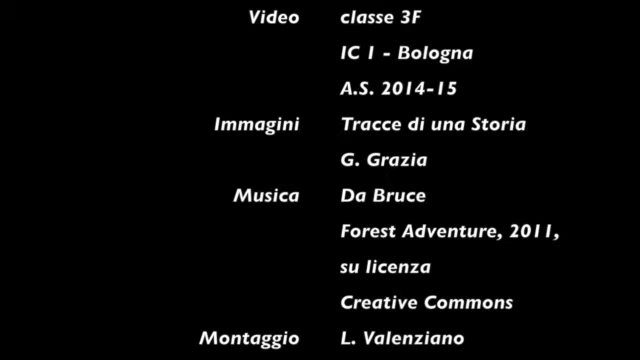 Video classe 3F
IC 1 - Bologna
A.S. 2014-15
Immagini Tracce di una Storia
G. Grazia
Musica Da Bruce
Forest Adventure, 2011,
su licenza
Creative Commons
Montaggio L. Valenziano